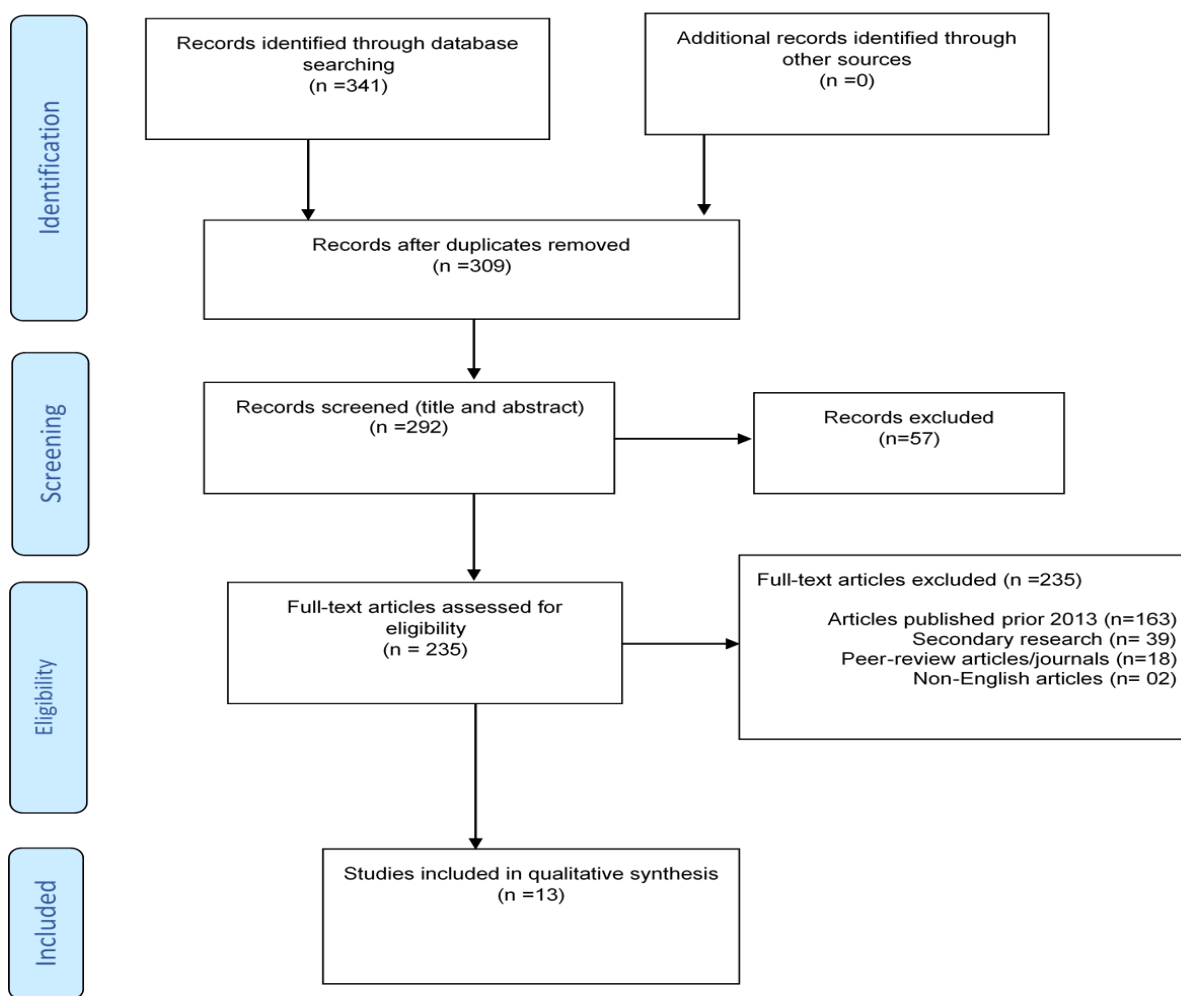 Identification
Records identified through database
searching
(n =341)
Additional records identified through
other sources
(n =0)
Records after duplicates removed
(n =309)
Screening
Records screened (title and abstract)
(n =292)
Records excluded
(n=57)
Eligibility
Full-text articles assessed for
eligibility
(n = 235)
Full-text articles excluded (n =235)
Articles published prior 2013 (n=163)
Secondary research (n= 39)
Peer-review articles/journals (n=18)
Non-English articles (n= 02)
Included
Studies included in qualitative synthesis
(n =13)